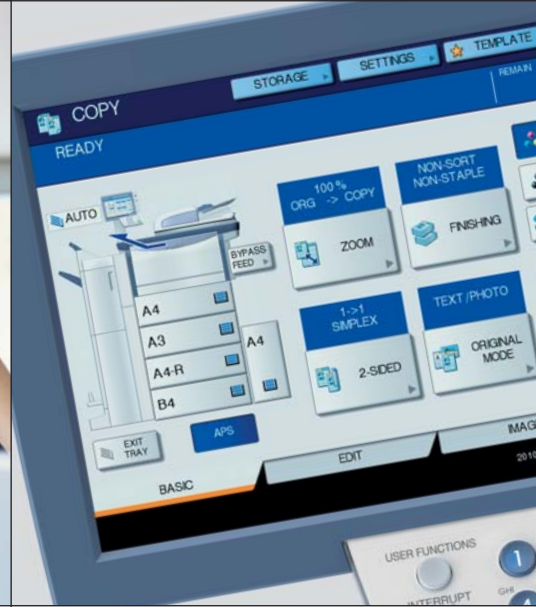 COPY
STORAGE
SETTINGS
TEMPLATE
READY
REMAIN
AUTO
BYPASS
FEED
A4
A3
A4-R
B4
A4
EXIT
TRAY
APS
100 %
ORG -> COPY
ZOOM
NON-SORT
NON-STAPLE
FINISHING
1->1
SIMPLEX
2-SIDED
TEXT/PHOTO
ORIGINAL
MODE
BASIC
EDIT
IMAG
2010
USER FUNCTIONS
1
INTERRUPT
GHI
4